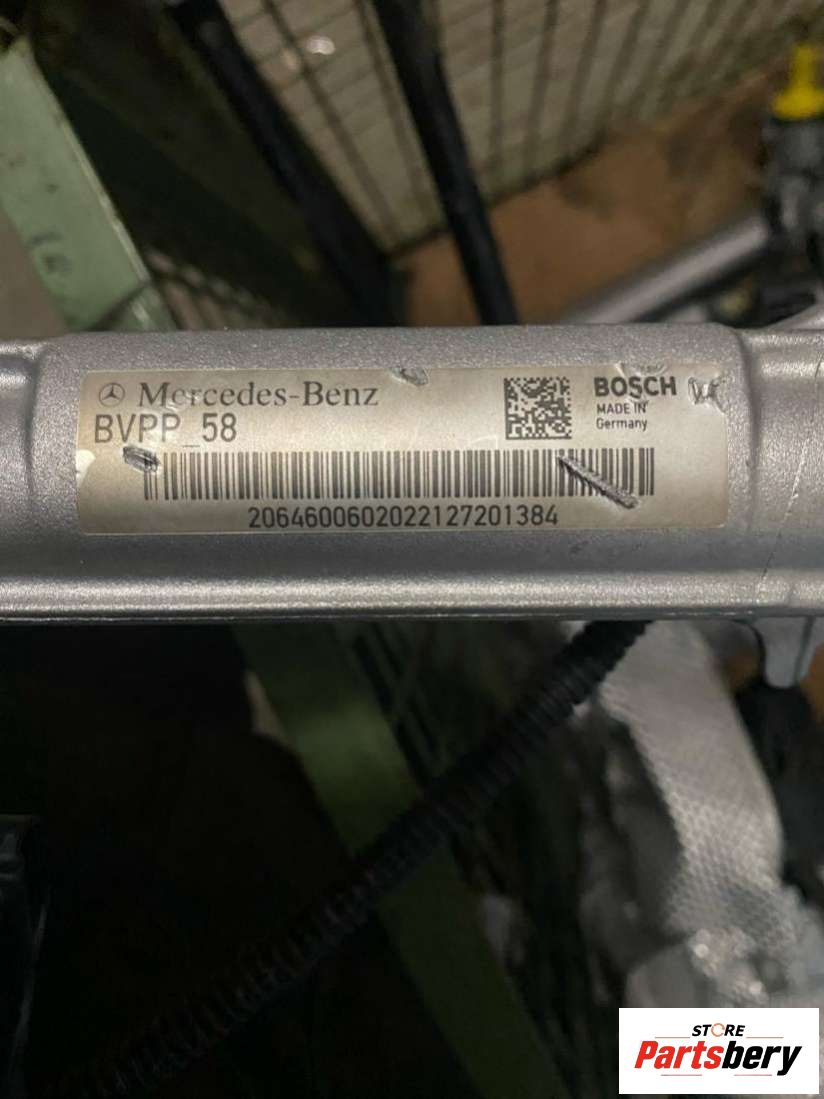 Mercedes-Benz
BVPP_58
BOSCH
MADE IN
Germany
2064600602022127201384
STORE
Partsbery